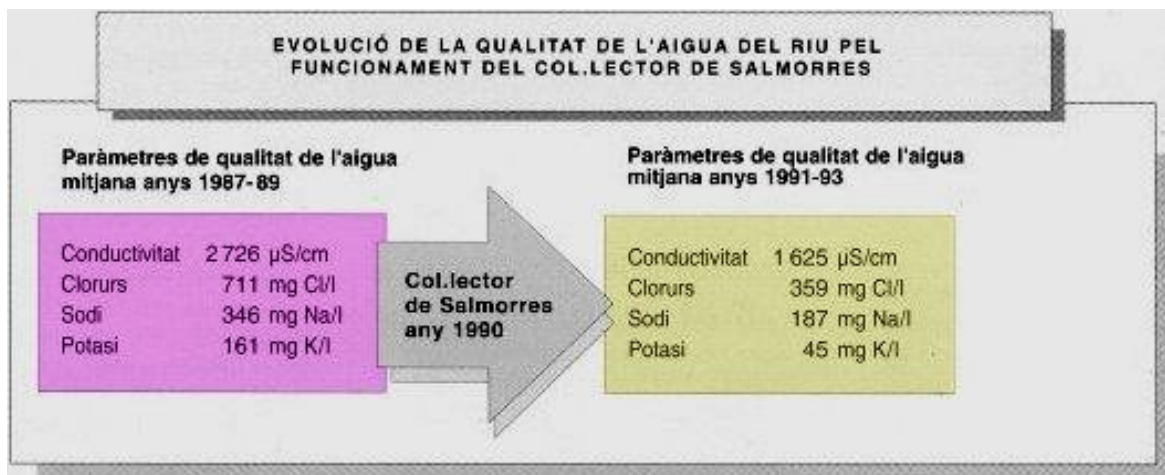 EVOLUCIÓ DE LA QUALITAT DE L'AIGUA DEL RIU PEL
FUNCIONAMENT DEL COL.LECTOR DE SALMORRES
Paràmetres de qualitat de l'aigua
mitjana anys 1987-89
Conductivitat 2 726 µS/cm
Clorurs 711 mg Cl/l
Sodi 346 mg Na/l
Potasi 161 mg K/l
Col.lector
de Salmorres
any 1990
Paràmetres de qualitat de l'aigua
mitjana anys 1991-93
Conductivitat 1 625 µS/cm
Clorurs 359 mg Cl/l
Sodi 187 mg Na/l
Potasi 45 mg K/l